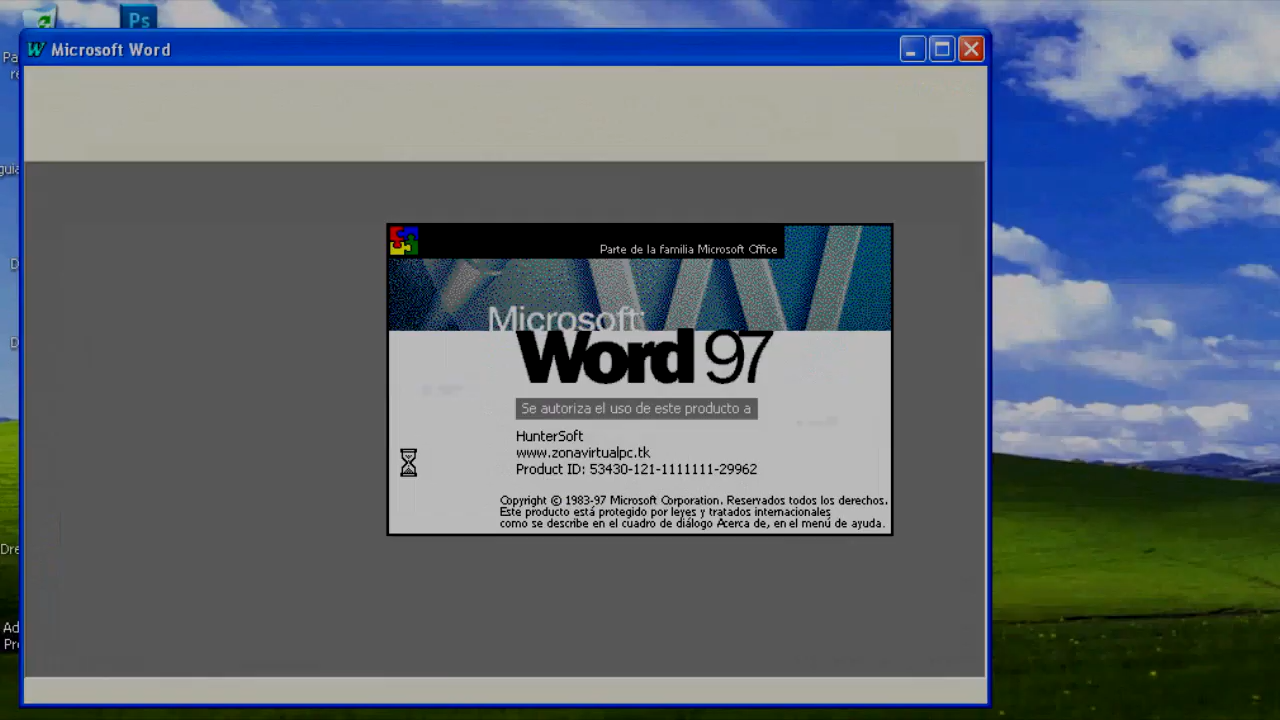 Ps
Microsoft Word
Parte de la familia Microsoft Office
Microsoft
Word 97
Se autoriza el uso de este producto a
HunterSoft
www.zonavirtualpc.tk
Product ID: 53430-121-1111111-29962
Copyright © 1983-97 Microsoft Corporation. Reservados todos los derechos.
Este producto está protegido por leyes y tratados internacionales
como se describe en el cuadro de diálogo Acerca de, en el menú de ayuda.